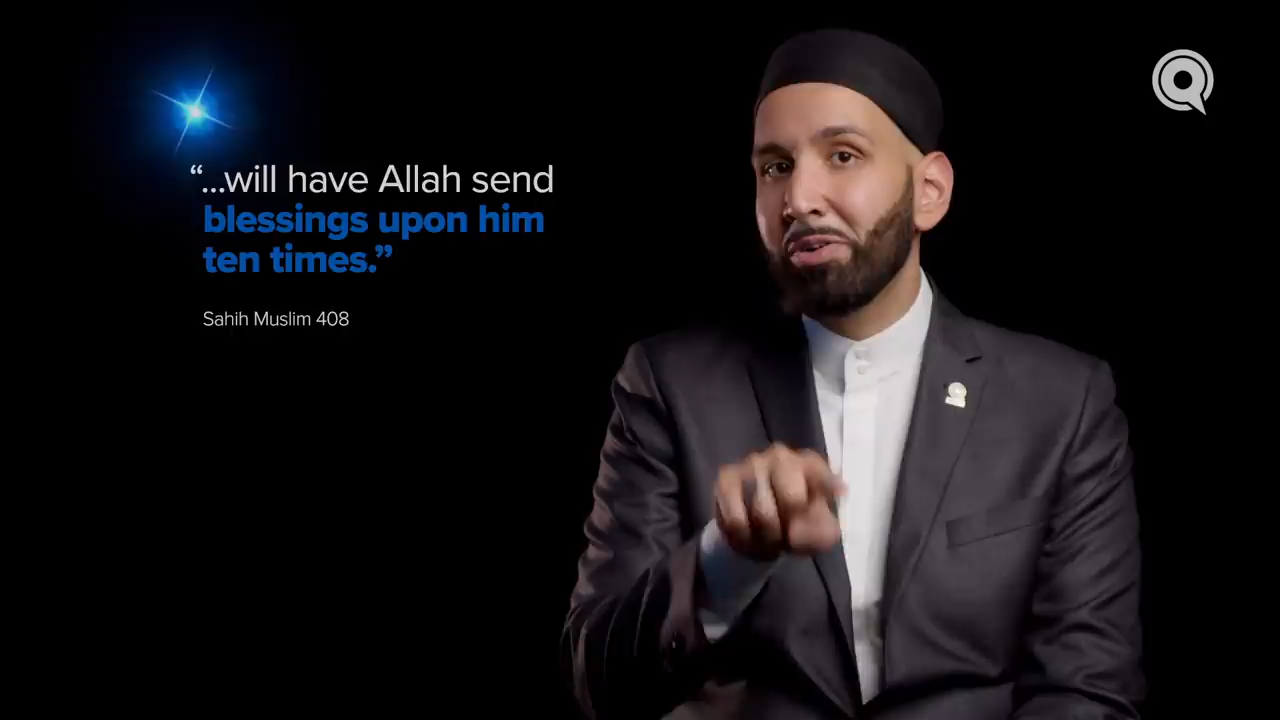 “...will have Allah send
blessings upon him
ten times.”
Sahih Muslim 408